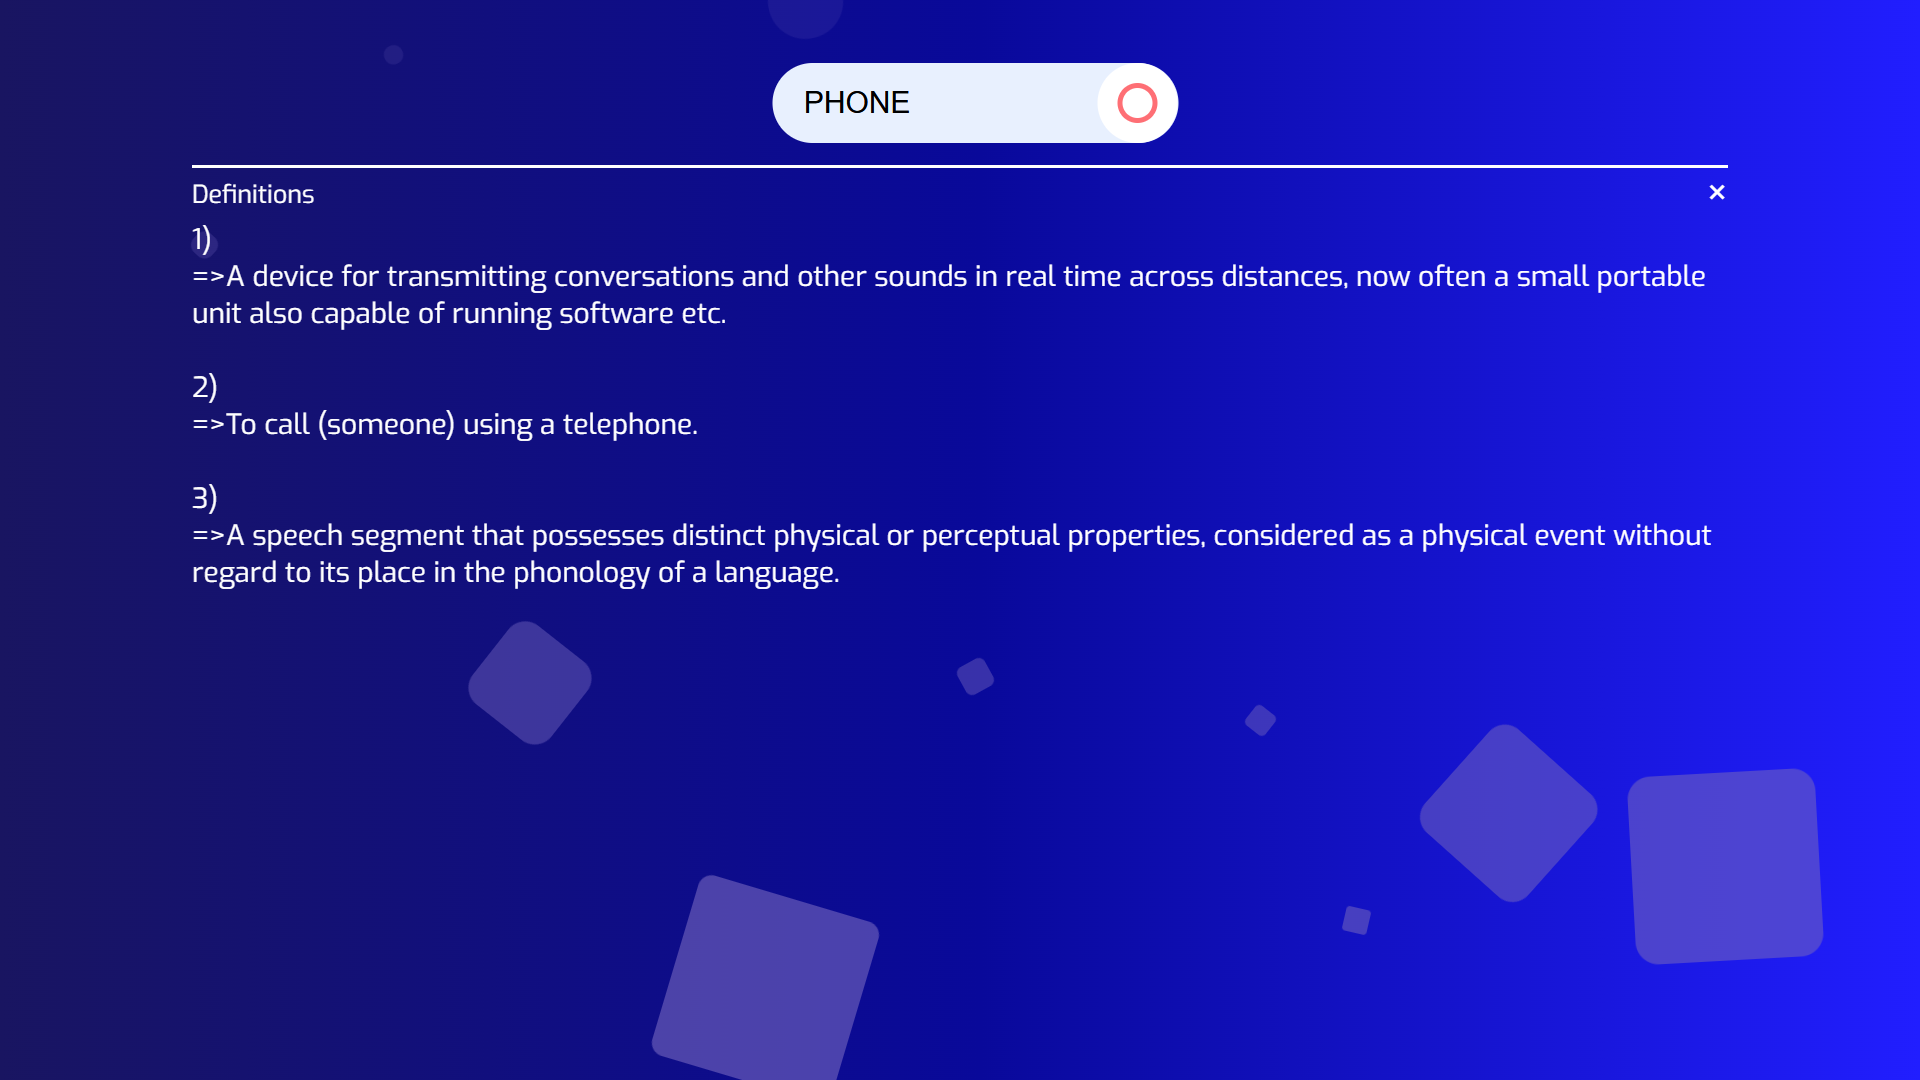 PHONE
Definitions
×
1)
=>A device for transmitting conversations and other sounds in real time across distances, now often a small portable
unit also capable of running software etc.
2)
=>To call (someone) using a telephone.
3)
=>A speech segment that possesses distinct physical or perceptual properties, considered as a physical event without
regard to its place in the phonology of a language.